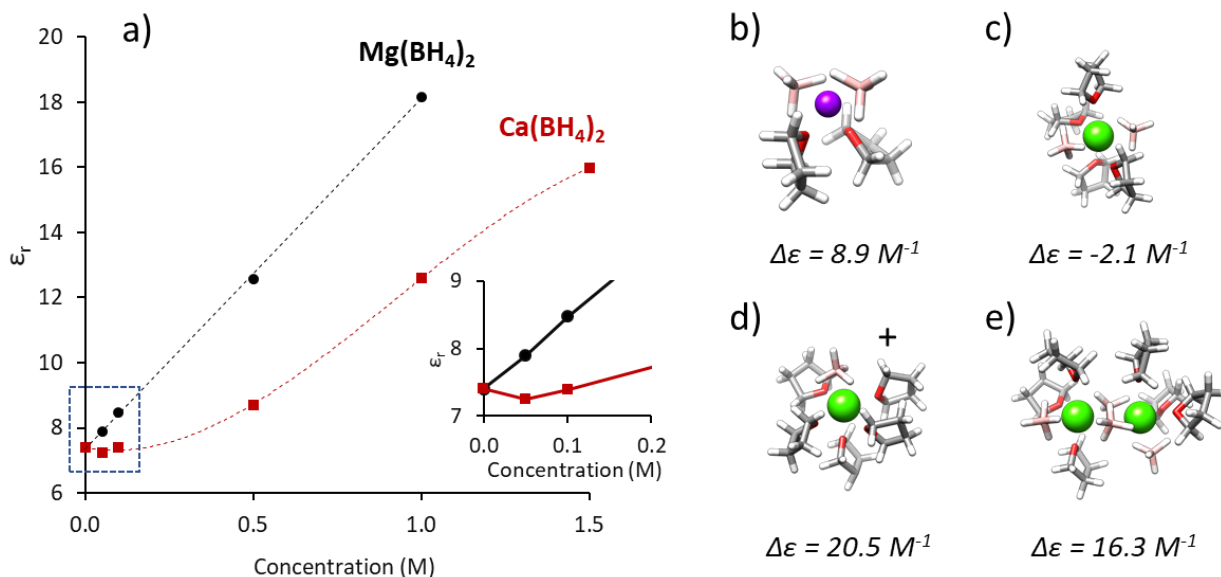 a)
Mg(BH₄)₂
Ca(BH₄)₂
εr
20
18
16
14
12
10
8
6
0.0
0.5
1.0
1.5
Concentration (M)
εr
9
8
7
0.0
0.1
0.2
Concentration (M)
b)
Δε = 8.9 M⁻¹
c)
Δε = -2.1 M⁻¹
d)
+
Δε = 20.5 M⁻¹
e)
Δε = 16.3 M⁻¹